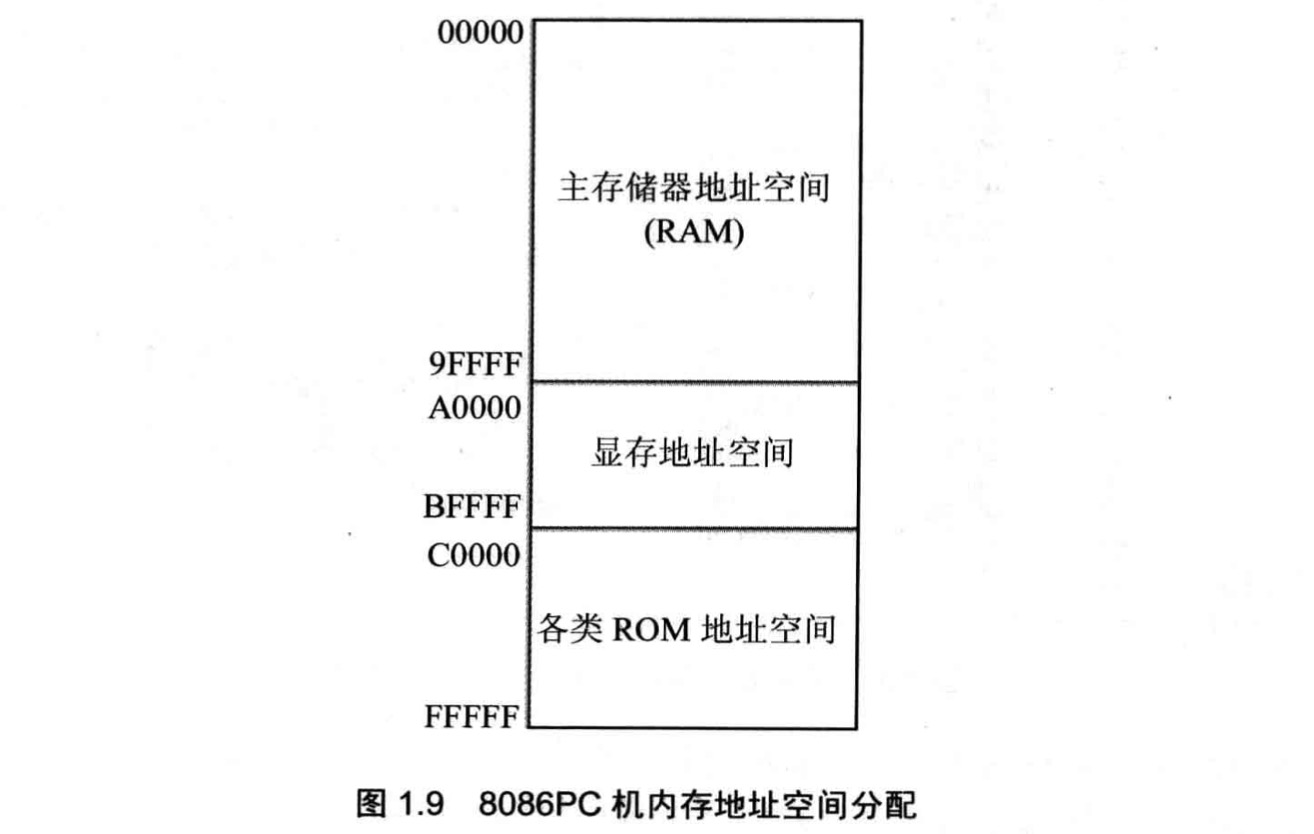 00000
主存储器地址空间
(RAM)
9FFFF
A0000
显存地址空间
BFFFF
C0000
各类 ROM 地址空间
FFFFF
图 1.9 8086PC 机内存地址空间分配